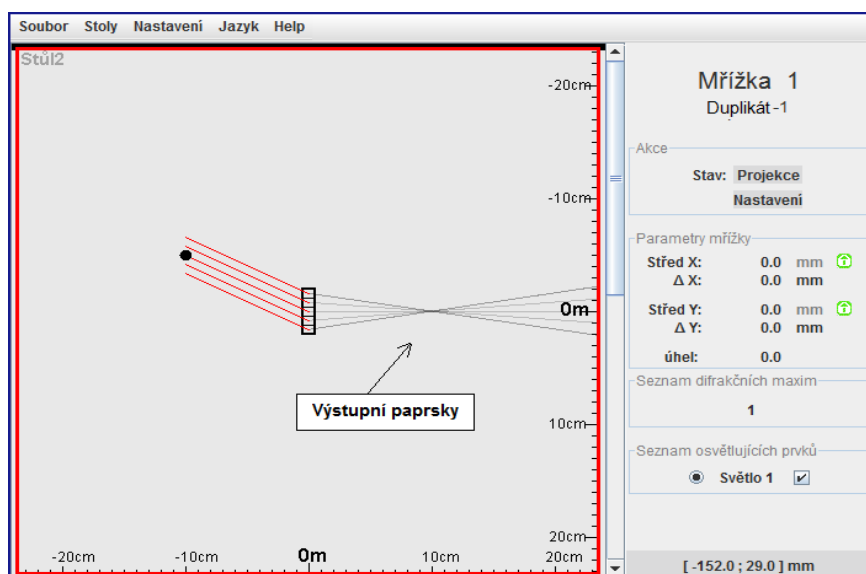 Soubor Stoly Nastavení Jazyk Help
Stůl2
-20cm
-10cm
0m
10cm
20cm
-20cm -10cm 0m 10cm 20cm
Výstupní paprsky
Mřížka 1
Duplikát-1
Akce
Stav: Projekce
Nastavení
Parametry mřížky
Střed X: 0.0 mm
Δ X: 0.0 mm
Střed Y: 0.0 mm
Δ Y: 0.0 mm
úhel: 0.0
Seznam difrakčních maxim
1
Seznam osvětlujících prvků
Světlo 1
[ -152.0 ; 29.0 ] mm